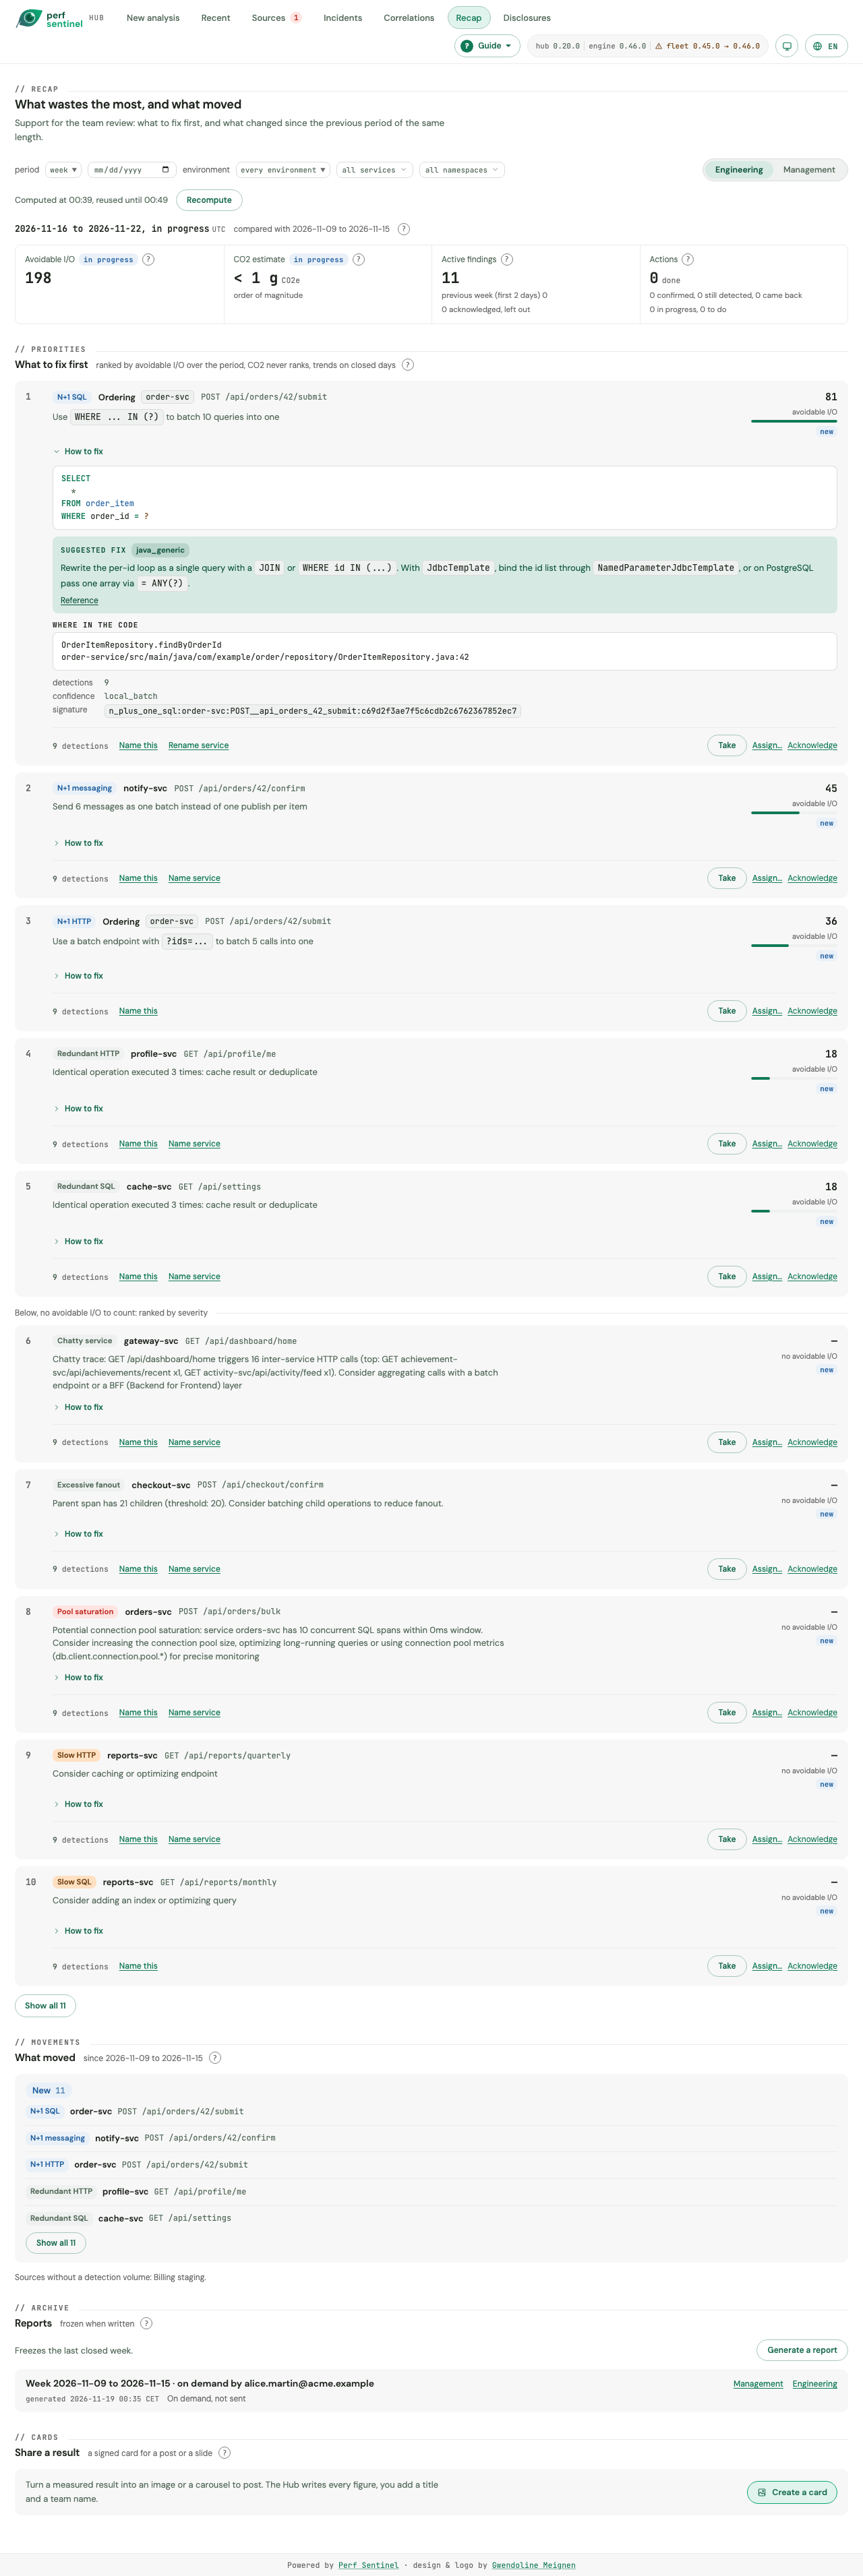 perf sentinel HUB
New analysis Recent Sources 1 Incidents Correlations Recap Disclosures
? Guide hub 0.20.0 engine 0.46.0 fleet 0.45.0 → 0.46.0 EN
// RECAP
What wastes the most, and what moved
Support for the team review: what to fix first, and what changed since the previous period of the same
length.
period week mm/dd/yyyy environment every environment all services all namespaces Engineering Management
Computed at 00:39, reused until 00:49 Recompute
2026-11-16 to 2026-11-22, in progress UTC compared with 2026-11-09 to 2026-11-15 ?
Avoidable I/O in progress ?
198
CO2 estimate in progress ?
< 1 g CO2e
order of magnitude
Active findings ?
11
previous week (first 2 days) 0
0 acknowledged, left out
Actions ?
0 done
0 confirmed, 0 still detected, 0 came back
0 in progress, 0 to do
// PRIORITIES
What to fix first ranked by avoidable I/O over the period, CO2 never ranks, trends on closed days ?
1 N+1 SQL Ordering order-svc POST /api/orders/42/submit 81
Use WHERE ... IN (?) to batch 10 queries into one avoidable I/O
new
How to fix
SELECT
*
FROM order_item
WHERE order_id = ?
SUGGESTED FIX java_generic
Rewrite the per-id loop as a single query with a JOIN or WHERE id IN (...). With JdbcTemplate, bind the id list through NamedParameterJdbcTemplate, or on PostgreSQL
pass one array via = ANY(?).
Reference
WHERE IN THE CODE
OrderItemRepository.findByOrderId
order-service/src/main/java/com/example/order/repository/OrderItemRepository.java:42
detections 9
confidence local_batch
signature n_plus_one_sql:order-svc:POST__api_orders_42_submit:c69d2f3ae7f5c6cdb2c6762367852ec7
9 detections Name this Rename service Take Assign... Acknowledge
2 N+1 messaging notify-svc POST /api/orders/42/confirm 45
Send 6 messages as one batch instead of one publish per item avoidable I/O
new
How to fix
9 detections Name this Name service Take Assign... Acknowledge
3 N+1 HTTP Ordering order-svc POST /api/orders/42/submit 36
Use a batch endpoint with ?ids=... to batch 5 calls into one avoidable I/O
new
How to fix
9 detections Name this Take Assign... Acknowledge
4 Redundant HTTP profile-svc GET /api/profile/me 18
Identical operation executed 3 times: cache result or deduplicate avoidable I/O
new
How to fix
9 detections Name this Name service Take Assign... Acknowledge
5 Redundant SQL cache-svc GET /api/settings 18
Identical operation executed 3 times: cache result or deduplicate avoidable I/O
new
How to fix
9 detections Name this Name service Take Assign... Acknowledge
Below, no avoidable I/O to count: ranked by severity
6 Chatty service gateway-svc GET /api/dashboard/home —
Chatty trace: GET /api/dashboard/home triggers 16 inter-service HTTP calls (top: GET achievement- no avoidable I/O
svc/api/achievements/recent x1, GET activity-svc/api/activity/feed x1). Consider aggregating calls with a batch new
endpoint or a BFF (Backend for Frontend) layer
How to fix
9 detections Name this Name service Take Assign... Acknowledge
7 Excessive fanout checkout-svc POST /api/checkout/confirm —
Parent span has 21 children (threshold: 20). Consider batching child operations to reduce fanout. no avoidable I/O
new
How to fix
9 detections Name this Name service Take Assign... Acknowledge
8 Pool saturation orders-svc POST /api/orders/bulk —
Potential connection pool saturation: service orders-svc has 10 concurrent SQL spans within 0ms window. no avoidable I/O
Consider increasing the connection pool size, optimizing long-running queries or using connection pool metrics new
(db.client.connection.pool.*) for precise monitoring
How to fix
9 detections Name this Name service Take Assign... Acknowledge
9 Slow HTTP reports-svc GET /api/reports/quarterly —
Consider caching or optimizing endpoint no avoidable I/O
new
How to fix
9 detections Name this Name service Take Assign... Acknowledge
10 Slow SQL reports-svc GET /api/reports/monthly —
Consider adding an index or optimizing query no avoidable I/O
new
How to fix
9 detections Name this Take Assign... Acknowledge
Show all 11
// MOVEMENTS
What moved since 2026-11-09 to 2026-11-15 ?
New 11
N+1 SQL order-svc POST /api/orders/42/submit
N+1 messaging notify-svc POST /api/orders/42/confirm
N+1 HTTP order-svc POST /api/orders/42/submit
Redundant HTTP profile-svc GET /api/profile/me
Redundant SQL cache-svc GET /api/settings
Show all 11
Sources without a detection volume: Billing staging.
// ARCHIVE
Reports frozen when written ?
Freezes the last closed week. Generate a report
Week 2026-11-09 to 2026-11-15 · on demand by alice.martin@acme.example Management Engineering
generated 2026-11-19 00:35 CET On demand, not sent
// CARDS
Share a result a signed card for a post or a slide ?
Turn a measured result into an image or a carousel to post. The Hub writes every figure, you add a title
and a team name.
Create a card
Powered by Perf Sentinel · design & logo by Gwendoline Meignen